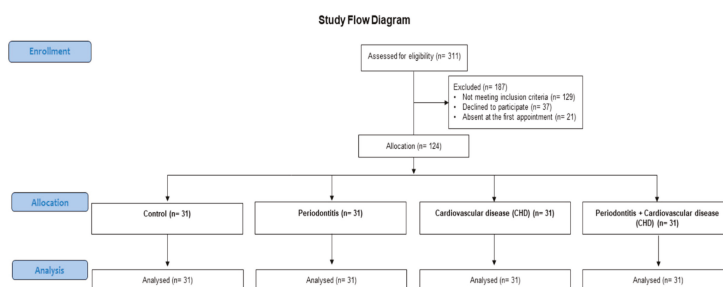 Study Flow Diagram
Enrollment
Assessed for eligibility (n= 311)
Excluded (n= 187)
• Not meeting inclusion criteria (n= 129)
• Declined to participate (n= 37)
• Absent at the first appointment (n= 21)
Allocation (n= 124)
Allocation
Control (n= 31)
Periodontitis (n= 31)
Cardiovascular disease (CHD) (n= 31)
Periodontitis + Cardiovascular disease
(CHD) (n= 31)
Analysis
Analysed (n= 31)
Analysed (n= 31)
Analysed (n= 31)
Analysed (n= 31)